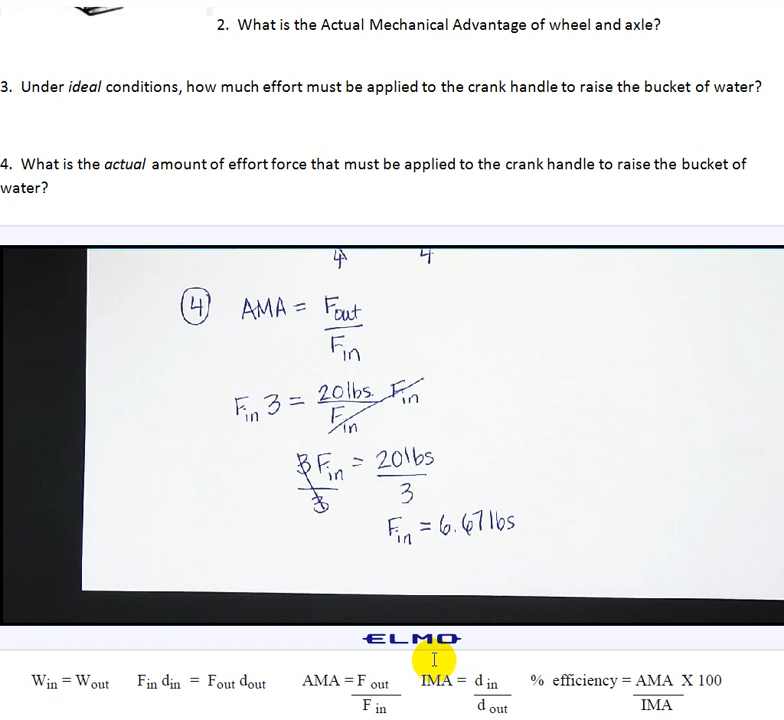 2. What is the Actual Mechanical Advantage of wheel and axle?
3. Under ideal conditions, how much effort must be applied to the crank handle to raise the bucket of water?
4. What is the actual amount of effort force that must be applied to the crank handle to raise the bucket of
water?
4 4
4 AMA = Fout
Fin
Fin 3 = 20lbs. Fin
Fin
3 Fin = 20lbs
3 3
Fin = 6.67 lbs
ELMO
Win = Wout Fin din = Fout dout AMA = F out IMA = d in % efficiency = AMA X 100
F in d out IMA